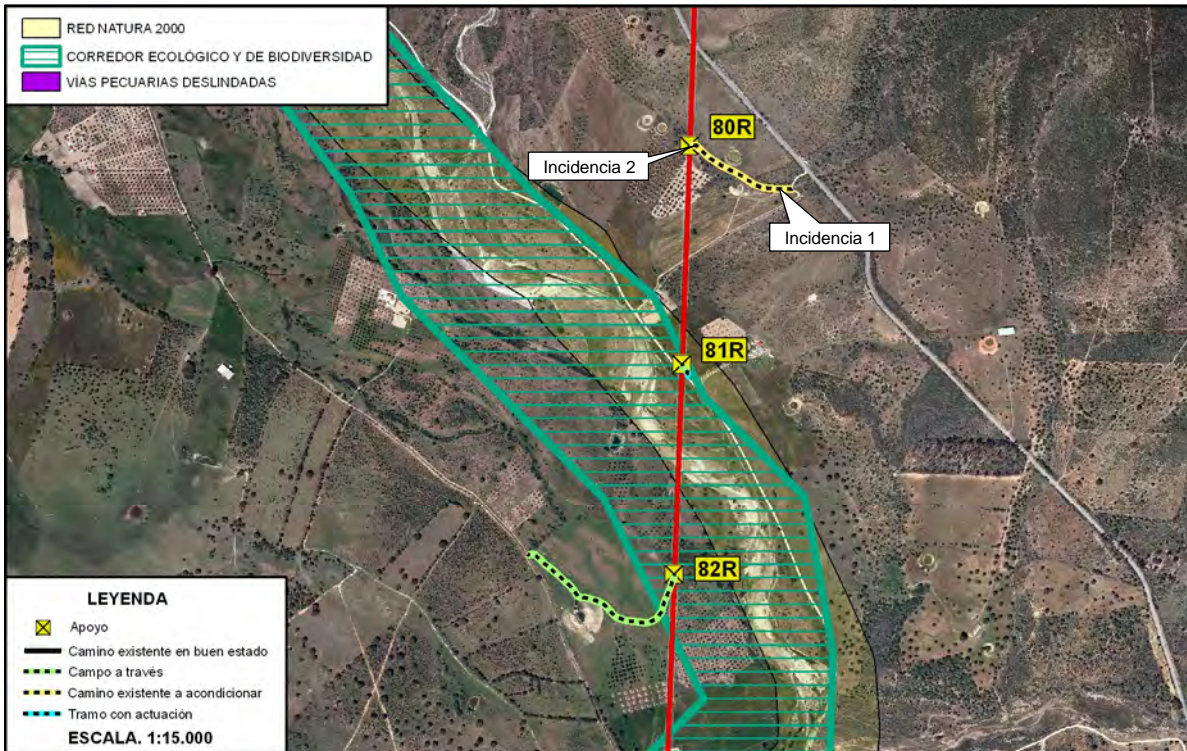 RED NATURA 2000
CORREDOR ECOLÓGICO Y DE BIODIVERSIDAD
VÍAS PECUARIAS DESLINDADAS
80R
Incidencia 2
Incidencia 1
81R
82R
LEYENDA
Apoyo
Camino existente en buen estado
Campo a través
Camino existente a acondicionar
Tramo con actuación
ESCALA. 1:15.000